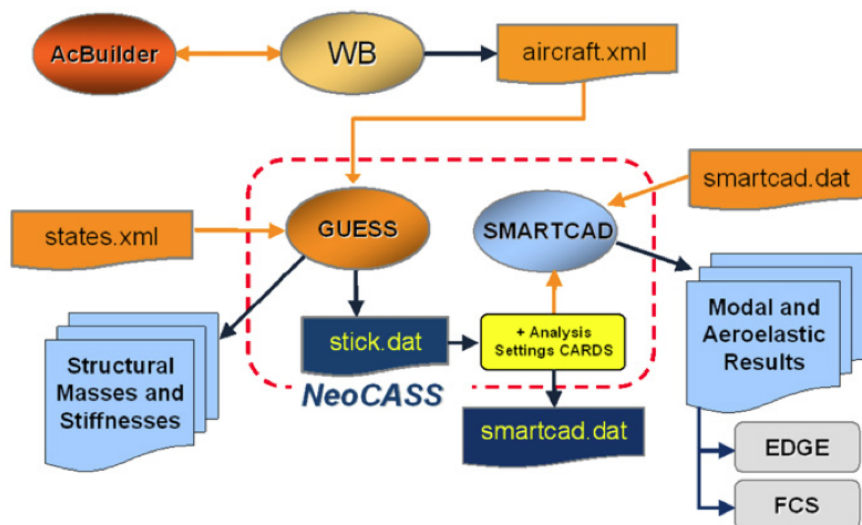 AcBuilder
WB
aircraft.xml
smartcad.dat
states.xml
GUESS
SMARTCAD
stick.dat
+ Analysis
Settings CARDS
Structural
Masses and
Stiffnesses
NeoCASS
smartcad.dat
Modal and
Aeroelastic
Results
EDGE
FCS